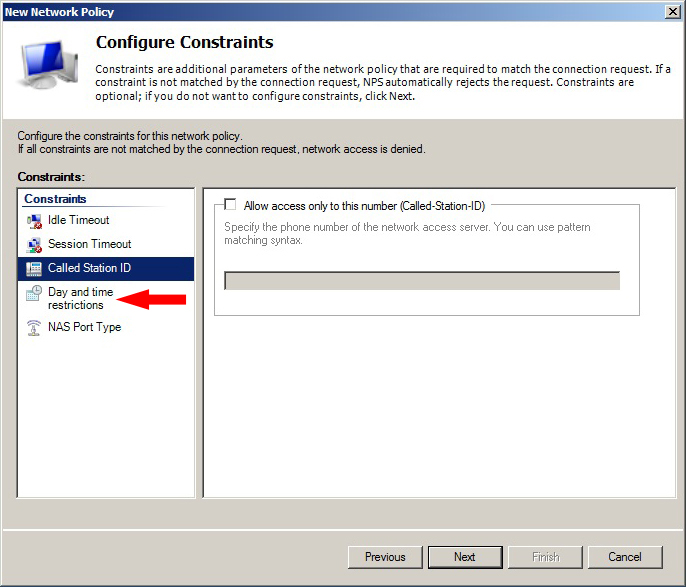 New Network Policy
Configure Constraints
Constraints are additional parameters of the network policy that are required to match the connection request. If a
constraint is not matched by the connection request, NPS automatically rejects the request. Constraints are
optional; if you do not want to configure constraints, click Next.
Configure the constraints for this network policy.
If all constraints are not matched by the connection request, network access is denied.
Constraints:
Constraints
Idle Timeout
Session Timeout
Called Station ID
Day and time
restrictions
NAS Port Type
Allow access only to this number (Called-Station-ID)
Specify the phone number of the network access server. You can use pattern
matching syntax.
Previous
Next
Finish
Cancel